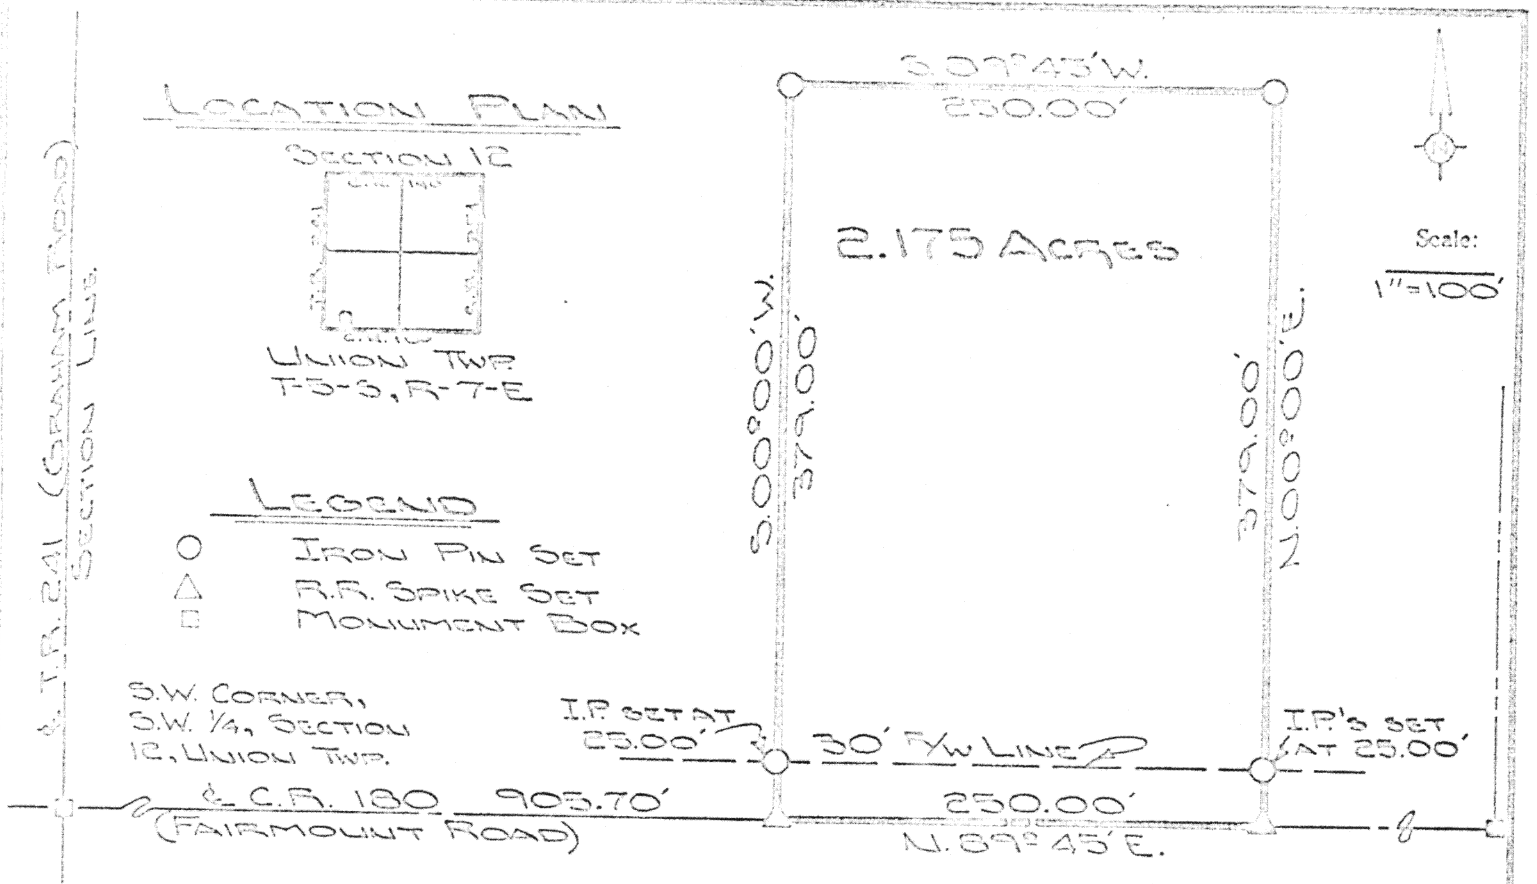 LOCATION PLAN
SECTION 12
T.R. 241
UNION TWP.
T-5-S, R-7-E
LEGEND
IRON PIN SET
R.R. SPIKE SET
MONUMENT BOX
S.W. CORNER,
S.W. 1/4, SECTION
12, UNION TWP.
℄ T.R. 241 (GRAHAM ROAD)
SECTION LINE
S. 89° 45' W.
250.00'
2.175 ACRES
S. 00° 00' W.
379.00'
379.00'
N. 00° 00' E.
N
Scale:
1"=100'
I.P. SET AT
25.00'
30' R/W LINE
I.P.'S SET
AT 25.00'
℄ C.R. 180 905.70'
(FAIRMOUNT ROAD)
250.00'
N. 89° 45' E.